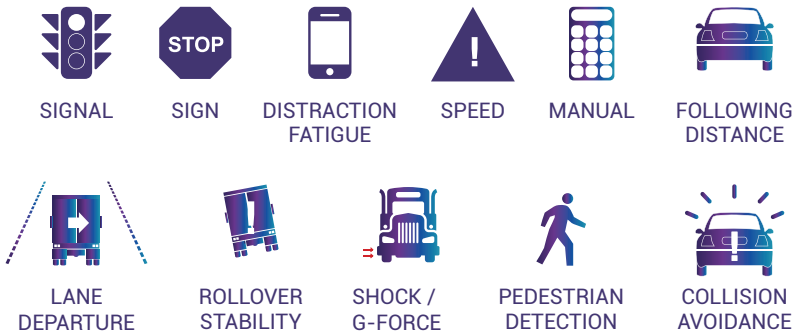 STOP
!
SIGNAL
SIGN
DISTRACTION
FATIGUE
SPEED
MANUAL
FOLLOWING
DISTANCE
!
!
LANE
DEPARTURE
ROLLOVER
STABILITY
SHOCK /
G-FORCE
PEDESTRIAN
DETECTION
COLLISION
AVOIDANCE